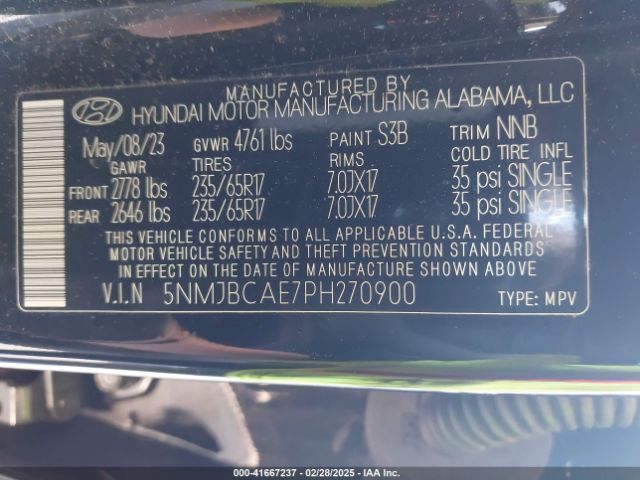 MANUFACTURED BY
HYUNDAI MOTOR MANUFACTURING ALABAMA, LLC
May/08/23 GVWR 4761 lbs PAINT S3B TRIM NNB
GAWR TIRES RIMS COLD TIRE INFL
FRONT 2778 lbs 235/65R17 7.0JX17 35 psi SINGLE
REAR 2646 lbs 235/65R17 7.0JX17 35 psi SINGLE
THIS VEHICLE CONFORMS TO ALL APPLICABLE U.S.A. FEDERAL
MOTOR VEHICLE SAFETY AND THEFT PREVENTION STANDARDS
IN EFFECT ON THE DATE OF MANUFACTURE SHOWN ABOVE
V.I.N 5NMJBCAE7PH270900 TYPE: MPV
000-41667237 - 02/28/2025 - IAA Inc.